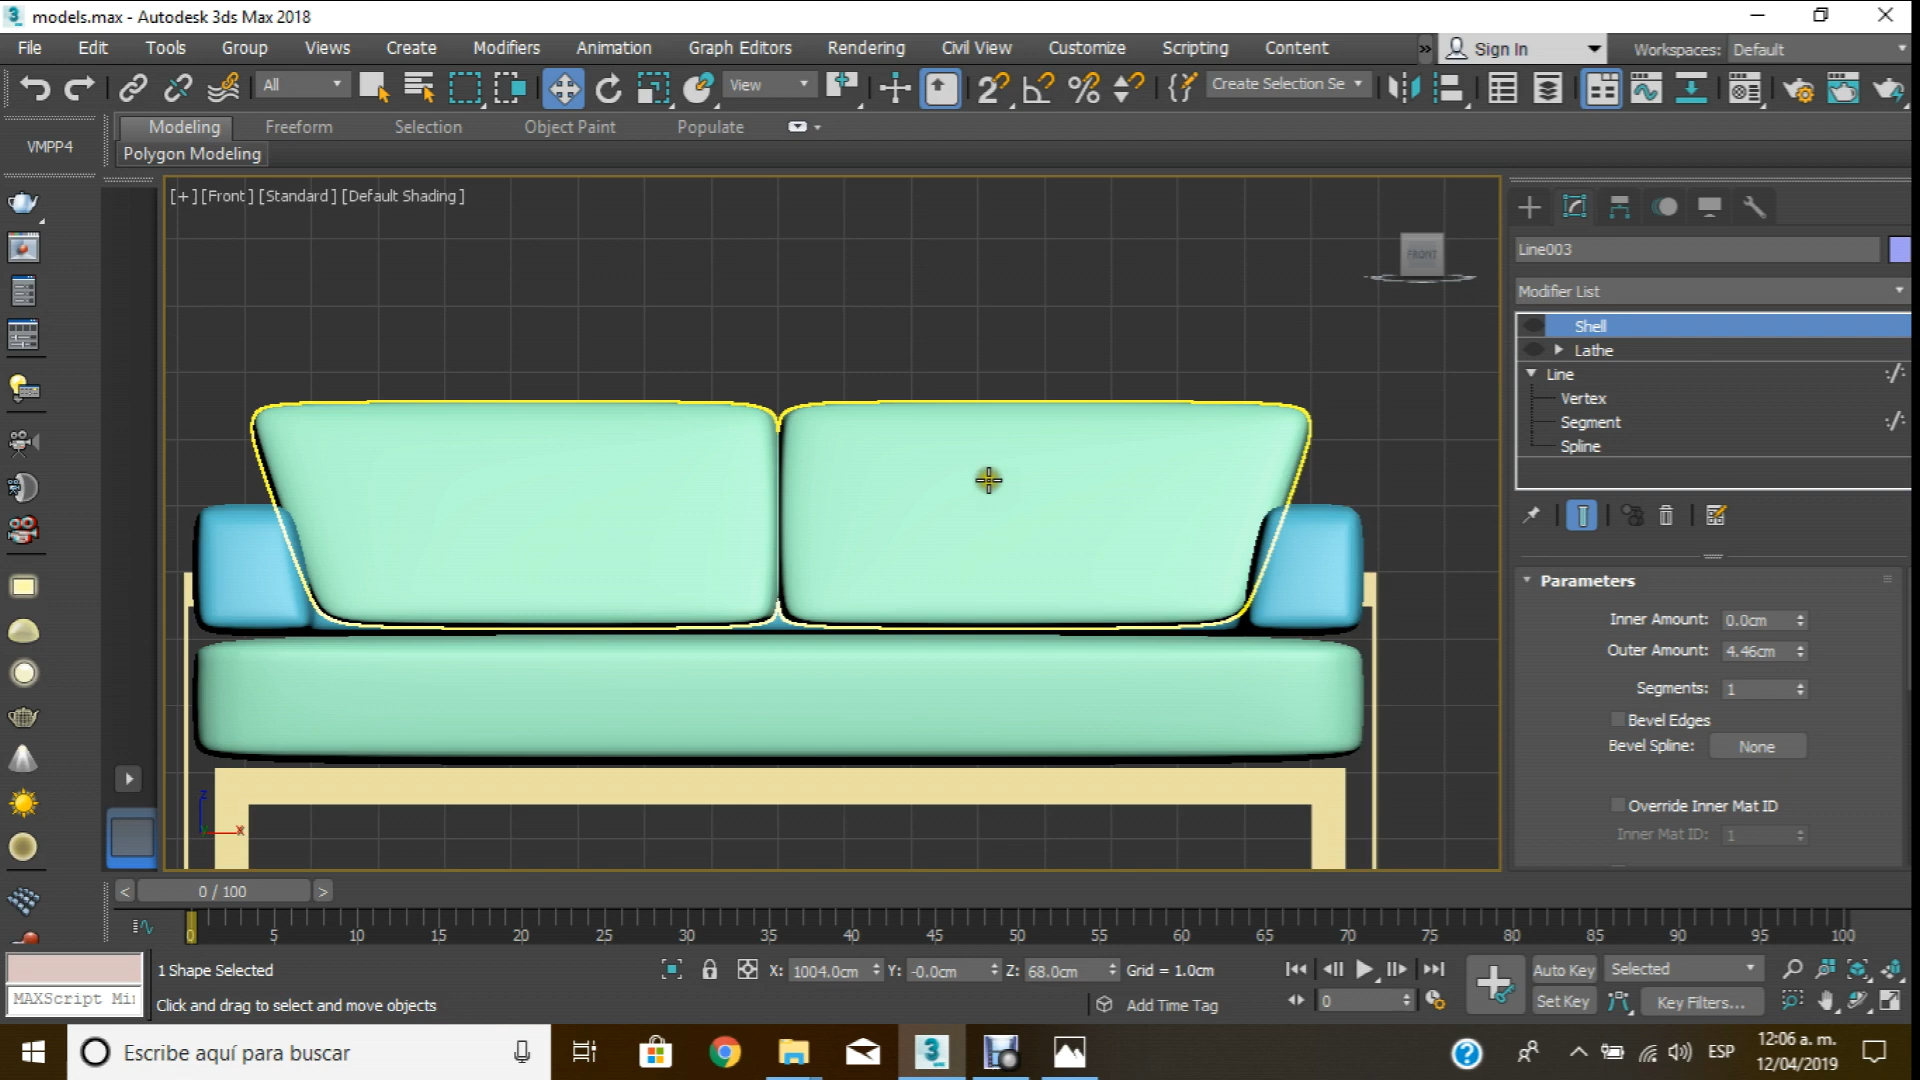 models.max - Autodesk 3ds Max 2018
File Edit Tools Group Views Create Modifiers Animation Graph Editors Rendering Civil View Customize Scripting Content » Sign In Workspaces: Default
All View Create Selection Se
VMPP4 Modeling Freeform Selection Object Paint Populate
Polygon Modeling
[+] [Front] [Standard] [Default Shading]
FRONT
Line003
Modifier List
Shell
Lathe
Line
Vertex
Segment
Spline
Parameters
Inner Amount: 0.0cm
Outer Amount: 4.46cm
Segments: 1
Bevel Edges
Bevel Spline: None
Override Inner Mat ID
Inner Mat ID: 1
z
x
< 0 / 100 >
0 5 10 15 20 25 30 35 40 45 50 55 60 65 70 75 80 85 90 95 100
1 Shape Selected X: 1004.0cm Y: -0.0cm Z: 68.0cm Grid = 1.0cm Auto Key Selected
MAXScript Mi Click and drag to select and move objects Add Time Tag 0 Set Key Key Filters...
Escribe aquí para buscar ESP 12:06 a. m.
12/04/2019